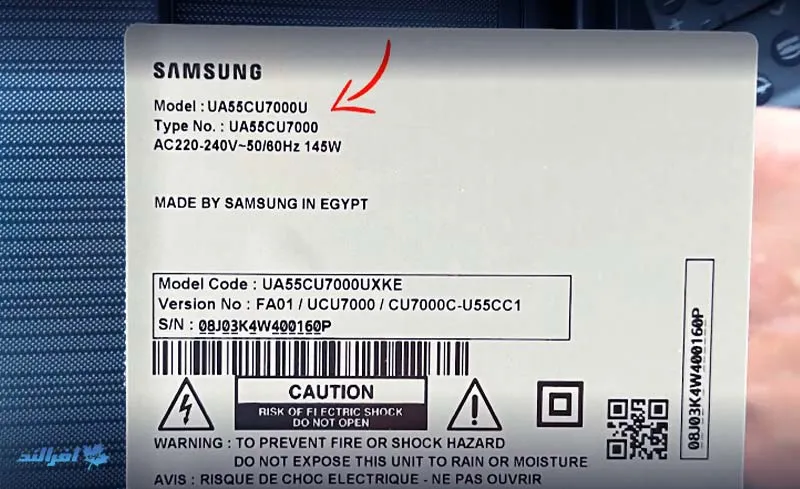 SAMSUNG
Model : UA55CU7000U
Type No. : UA55CU7000
AC220-240V~50/60Hz 145W
MADE BY SAMSUNG IN EGYPT
Model Code : UA55CU7000UXKE
Version No : FA01 / UCU7000 / CU7000C-U55CC1
S/N : 08J03K4W400160P
08J03K4W400160P
CAUTION
RISK OF ELECTRIC SHOCK
DO NOT OPEN
WARNING : TO PREVENT FIRE OR SHOCK HAZARD
DO NOT EXPOSE THIS UNIT TO RAIN OR MOISTURE
AVIS : RISQUE DE CHOC ELECTRIQUE - NE PAS OUVRIR
افرالند